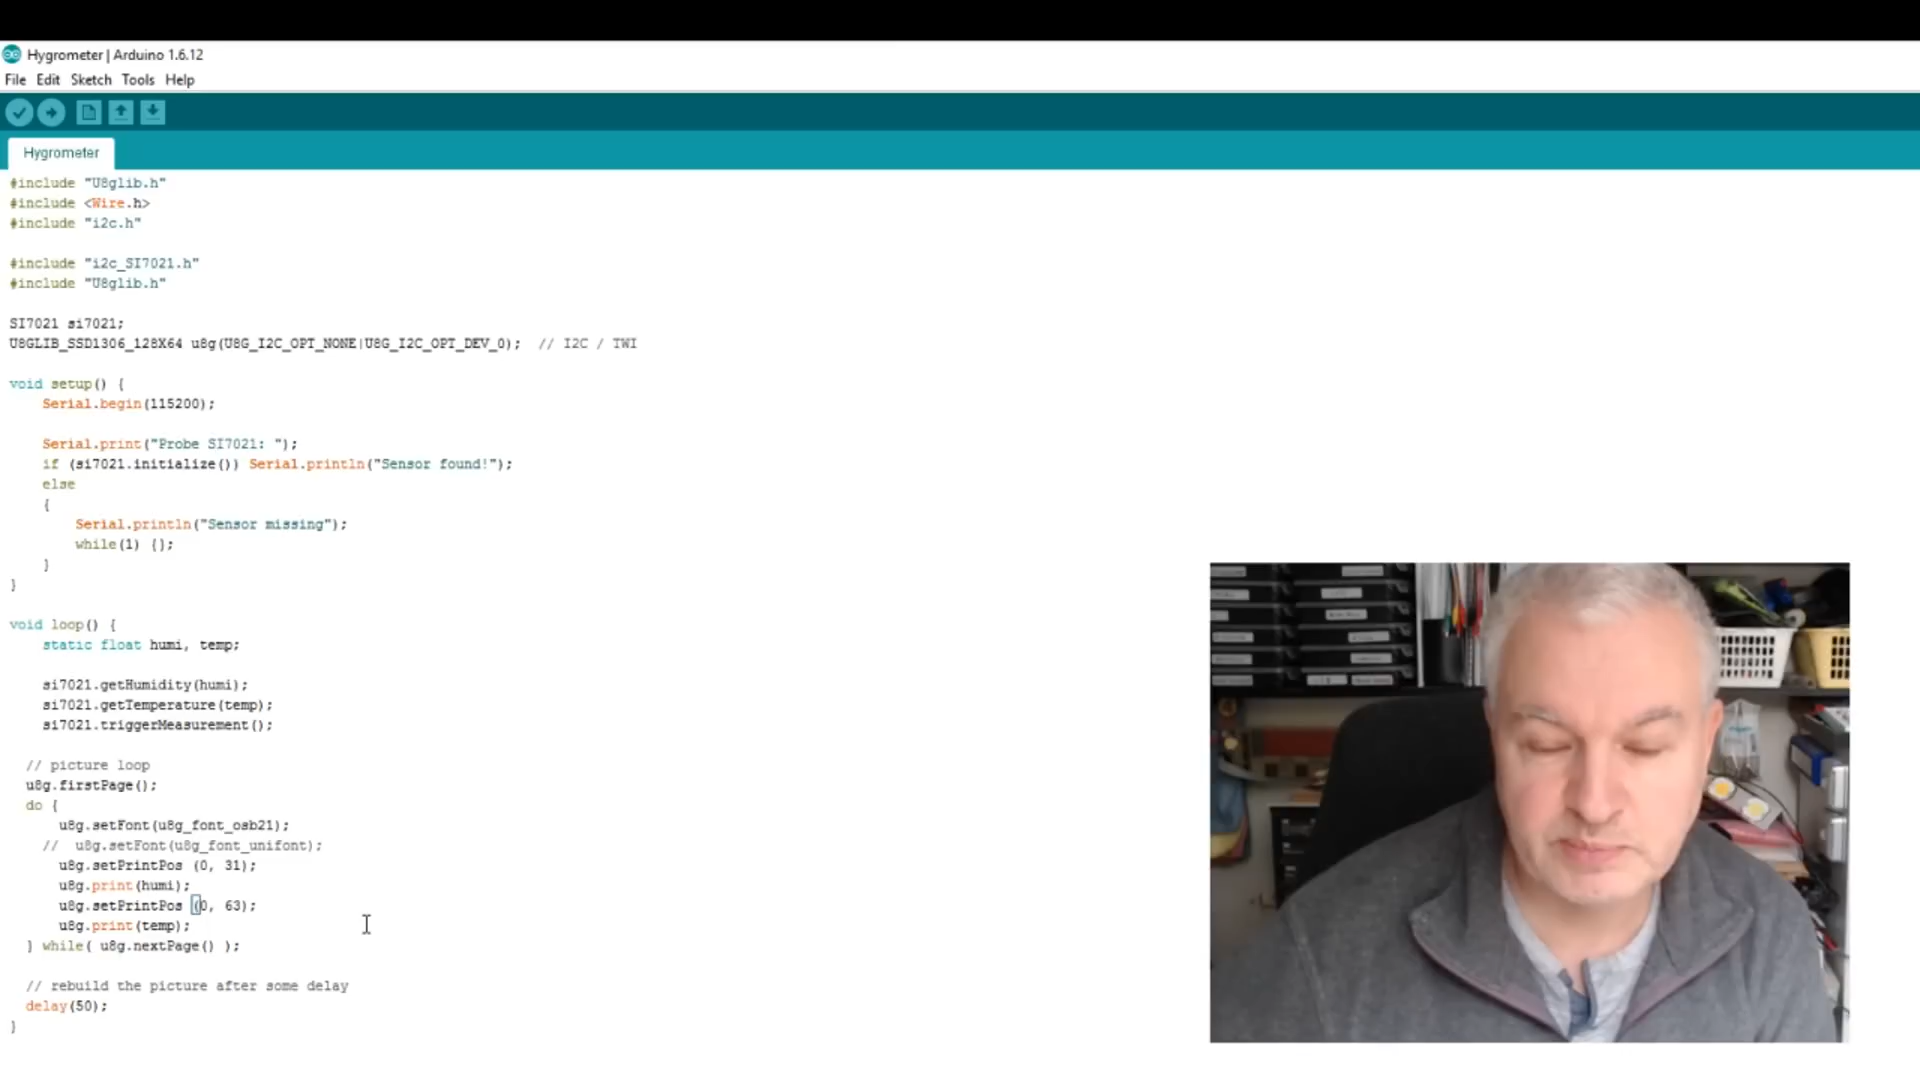 Hygrometer | Arduino 1.6.12
File Edit Sketch Tools Help
Hygrometer
#include "U8glib.h"
#include <Wire.h>
#include "i2c.h"
#include "i2c_SI7021.h"
#include "U8glib.h"
SI7021 si7021;
U8GLIB_SSD1306_128X64 u8g(U8G_I2C_OPT_NONE|U8G_I2C_OPT_DEV_0);  // I2C / TWI
void setup() {
Serial.begin(115200);
Serial.print("Probe SI7021: ");
if (si7021.initialize()) Serial.println("Sensor found!");
else
{
Serial.println("Sensor missing");
while(1) {};
}
}
void loop() {
static float humi, temp;
si7021.getHumidity(humi);
si7021.getTemperature(temp);
si7021.triggerMeasurement();
// picture loop
u8g.firstPage();
do {
u8g.setFont(u8g_font_osb21);
//  u8g.setFont(u8g_font_unifont);
u8g.setPrintPos (0, 31);
u8g.print(humi);
u8g.setPrintPos (0, 63);
u8g.print(temp);
} while( u8g.nextPage() );
// rebuild the picture after some delay
delay(50);
}